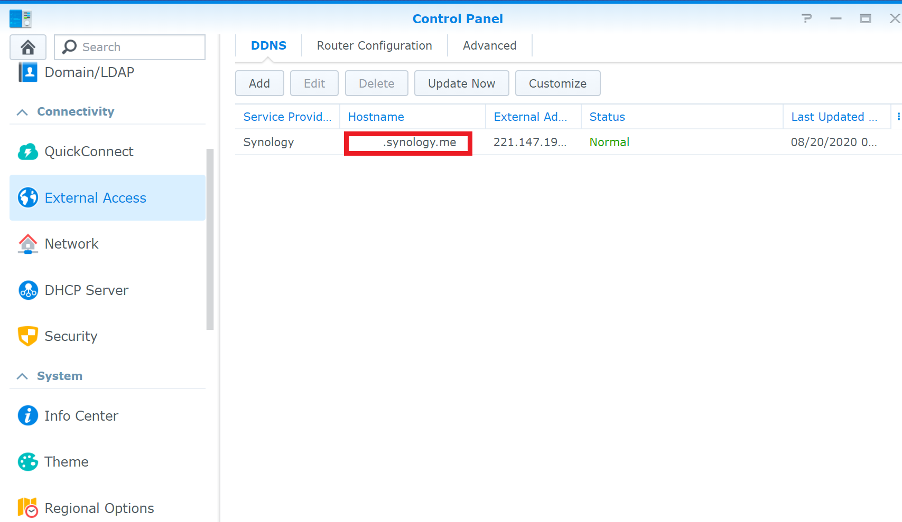 Control Panel
Search
Domain/LDAP
Connectivity
QuickConnect
External Access
Network
DHCP Server
Security
System
Info Center
Theme
Regional Options
DDNS Router Configuration Advanced
Add Edit Delete Update Now Customize
Service Provid... Hostname External Ad... Status Last Updated ...
Synology .synology.me 221.147.19... Normal 08/20/2020 0...